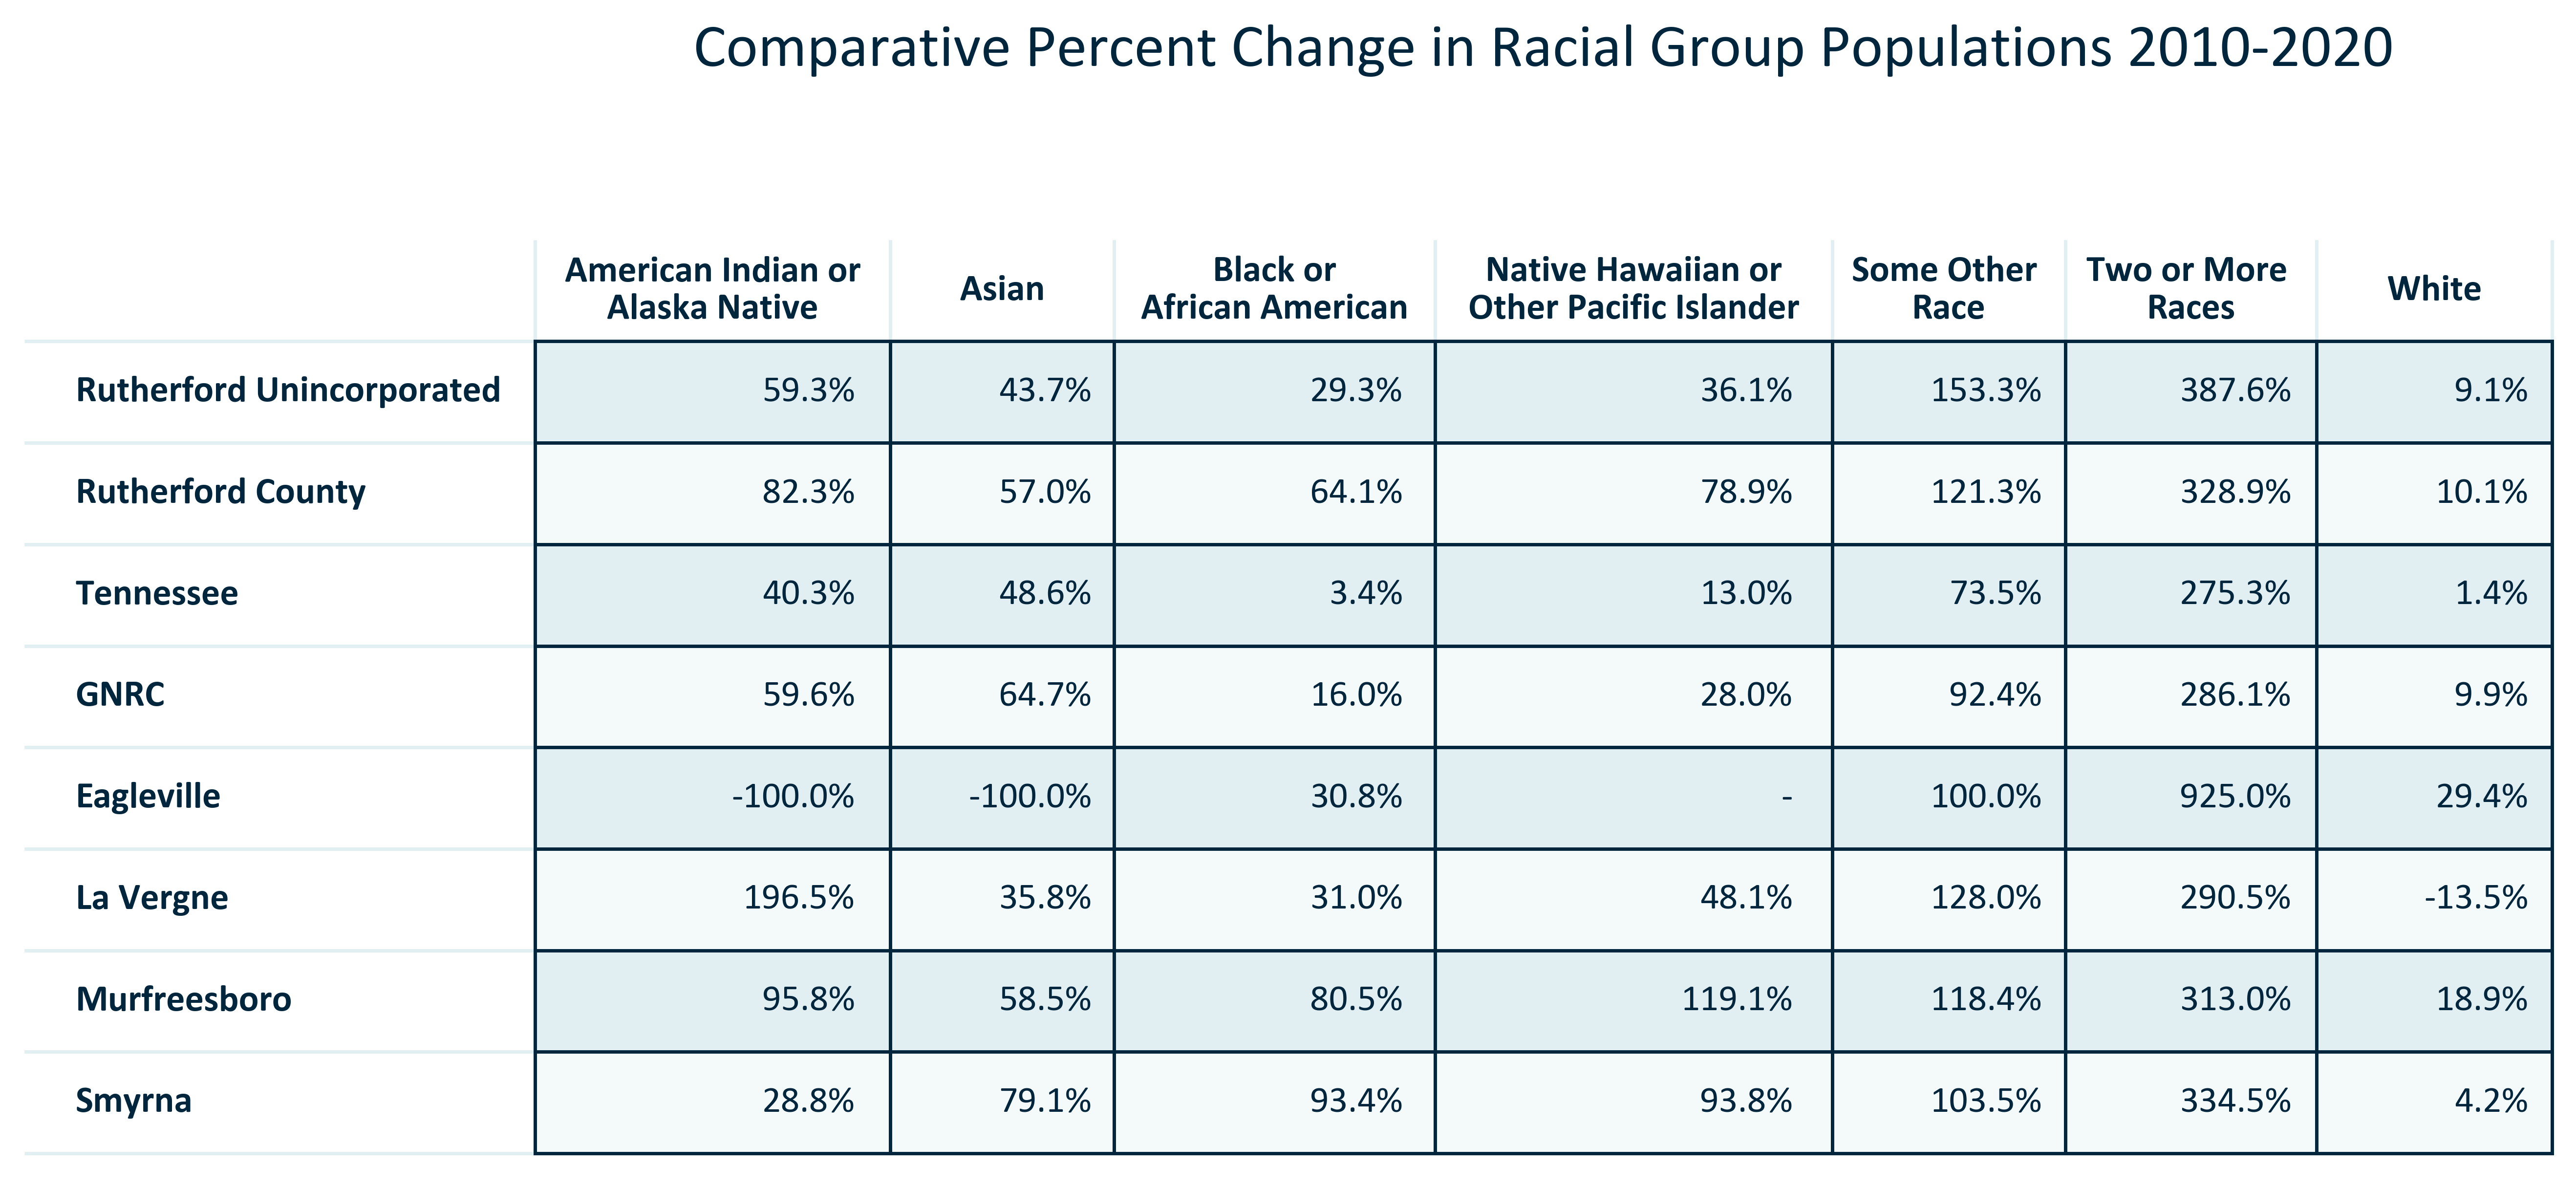 Comparative Percent Change in Racial Group Populations 2010-2020
American Indian or Alaska Native Asian Black or African American Native Hawaiian or Other Pacific Islander Some Other Race Two or More Races White
Rutherford Unincorporated 59.3% 43.7% 29.3% 36.1% 153.3% 387.6% 9.1%
Rutherford County 82.3% 57.0% 64.1% 78.9% 121.3% 328.9% 10.1%
Tennessee 40.3% 48.6% 3.4% 13.0% 73.5% 275.3% 1.4%
GNRC 59.6% 64.7% 16.0% 28.0% 92.4% 286.1% 9.9%
Eagleville -100.0% -100.0% 30.8% - 100.0% 925.0% 29.4%
La Vergne 196.5% 35.8% 31.0% 48.1% 128.0% 290.5% -13.5%
Murfreesboro 95.8% 58.5% 80.5% 119.1% 118.4% 313.0% 18.9%
Smyrna 28.8% 79.1% 93.4% 93.8% 103.5% 334.5% 4.2%